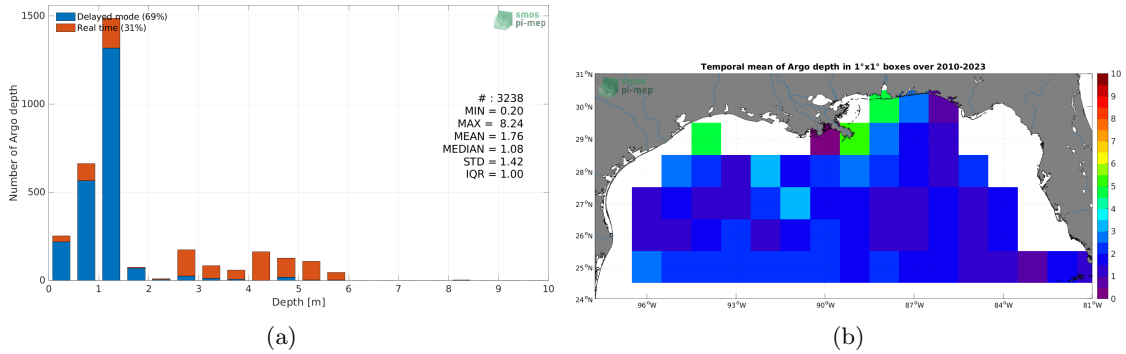 1500
1000
500
0
Number of Argo depth
Delayed mode (69%)
Real time (31%)
smos
pi-mep
# : 3238
MIN = 0.20
MAX = 8.24
MEAN = 1.76
MEDIAN = 1.08
STD = 1.42
IQR = 1.00
0 1 2 3 4 5 6 7 8 9 10
Depth [m]
(a)
Temporal mean of Argo depth in 1°x1° boxes over 2010-2023
smos
pi-mep
31°N
30°N
29°N
28°N
27°N
26°N
25°N
24°N
96°W 93°W 90°W 87°W 84°W 81°W
10
9
8
7
6
5
4
3
2
1
0
(b)